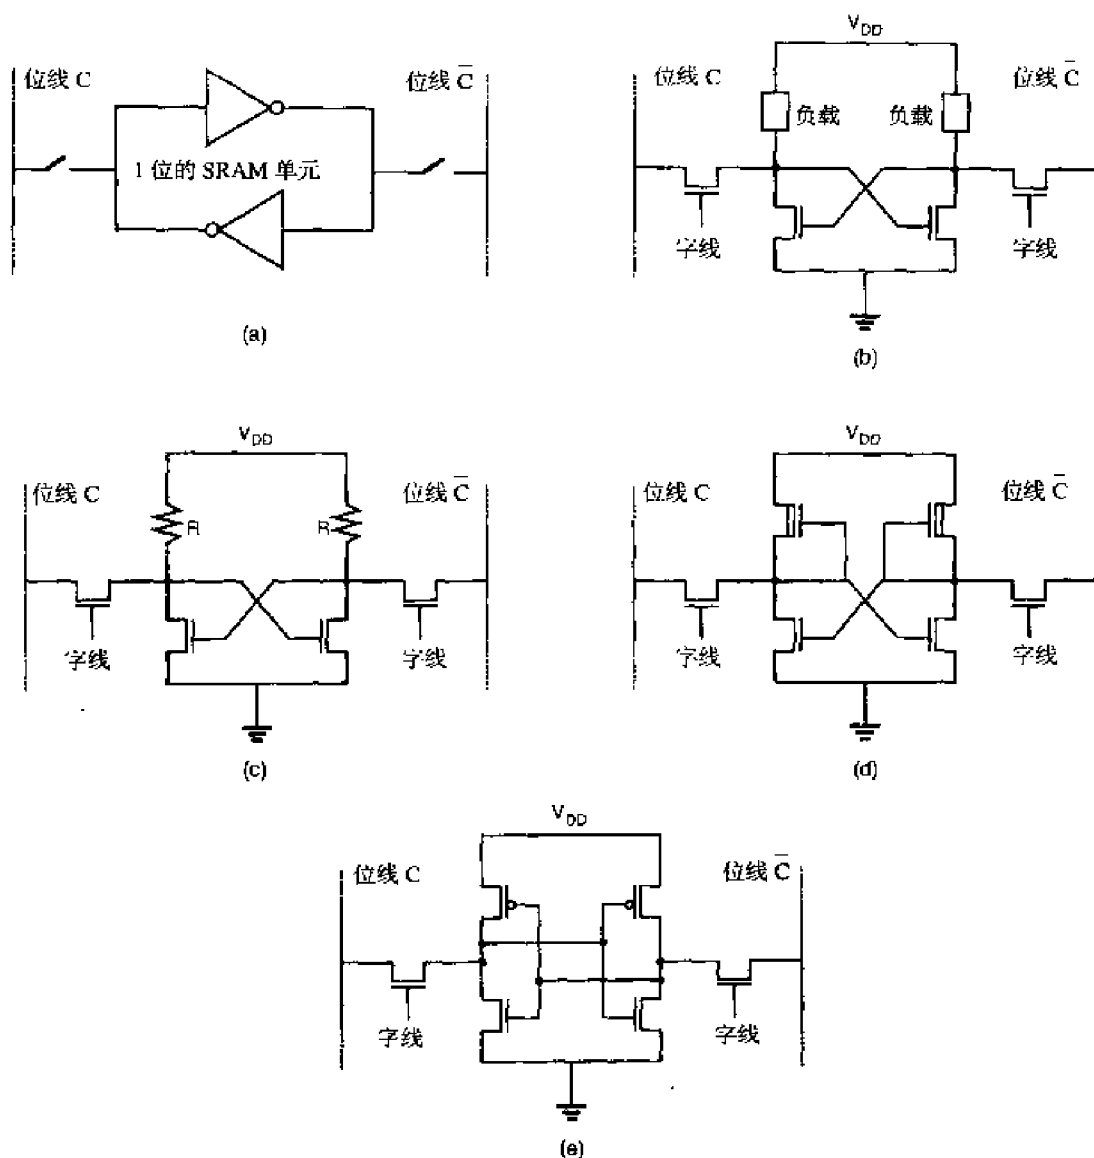 位线 C
位线 C̅
1 位的 SRAM 单元
(a)
V_DD
位线 C
位线 C̅
负载
负载
字线
字线
(b)
V_DD
位线 C
位线 C̅
R
R
字线
字线
(c)
V_DD
位线 C
位线 C̅
字线
字线
(d)
V_DD
位线 C
位线 C̅
字线
字线
(e)